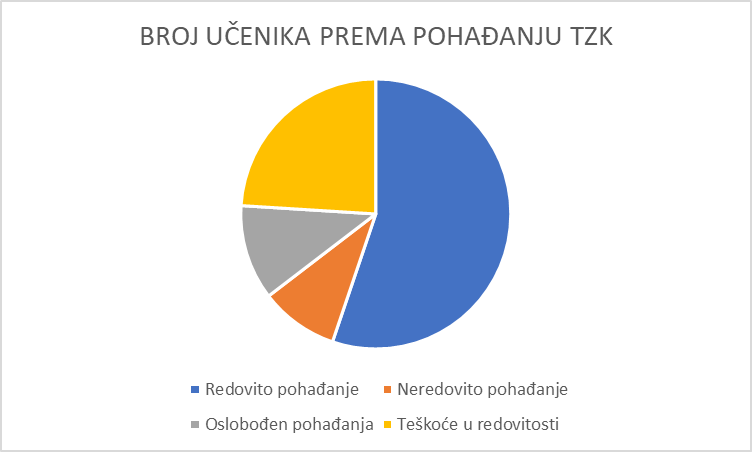 BROJ UČENIKA PREMA POHAĐANJU TZK
Redovito pohađanje
Neredovito pohađanje
Oslobođen pohađanja
Teškoće u redovitosti